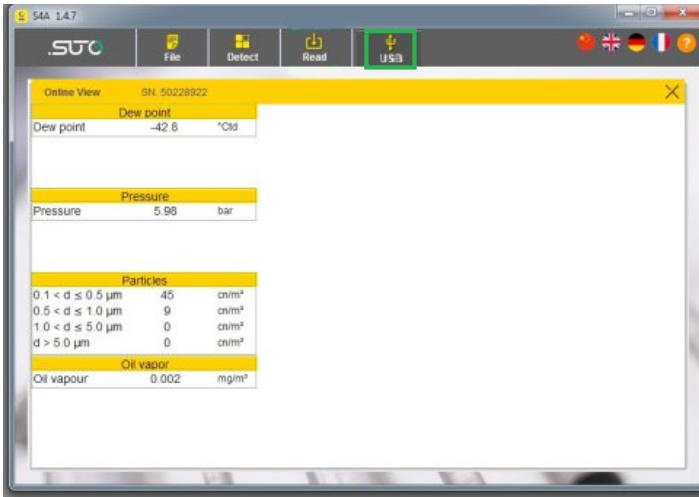 S4A 1.4.7
.SUTO
File
Detect
Read
USB
?
Online View SN. 50228922
Dew point
Dew point -42.8 °Ctd
Pressure
Pressure 5.98 bar
Particles
0.1 < d ≤ 0.5 µm 45 cn/m³
0.5 < d ≤ 1.0 µm 9 cn/m³
1.0 < d ≤ 5.0 µm 0 cn/m³
d > 5.0 µm 0 cn/m³
Oil vapor
Oil vapour 0.002 mg/m³